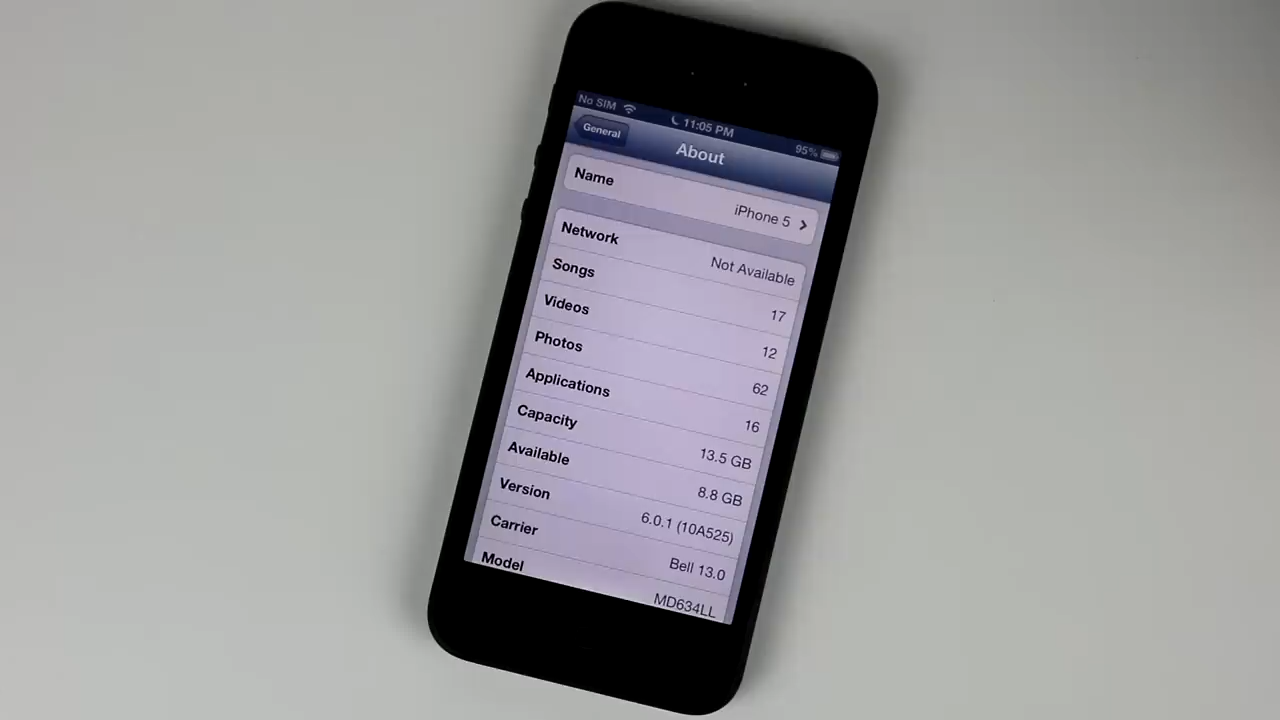 No SIM 11:05 PM 95%
General About
Name iPhone 5
Network Not Available
Songs 17
Videos 12
Photos 62
Applications 16
Capacity 13.5 GB
Available 8.8 GB
Version 6.0.1 (10A525)
Carrier Bell 13.0
Model MD634LL